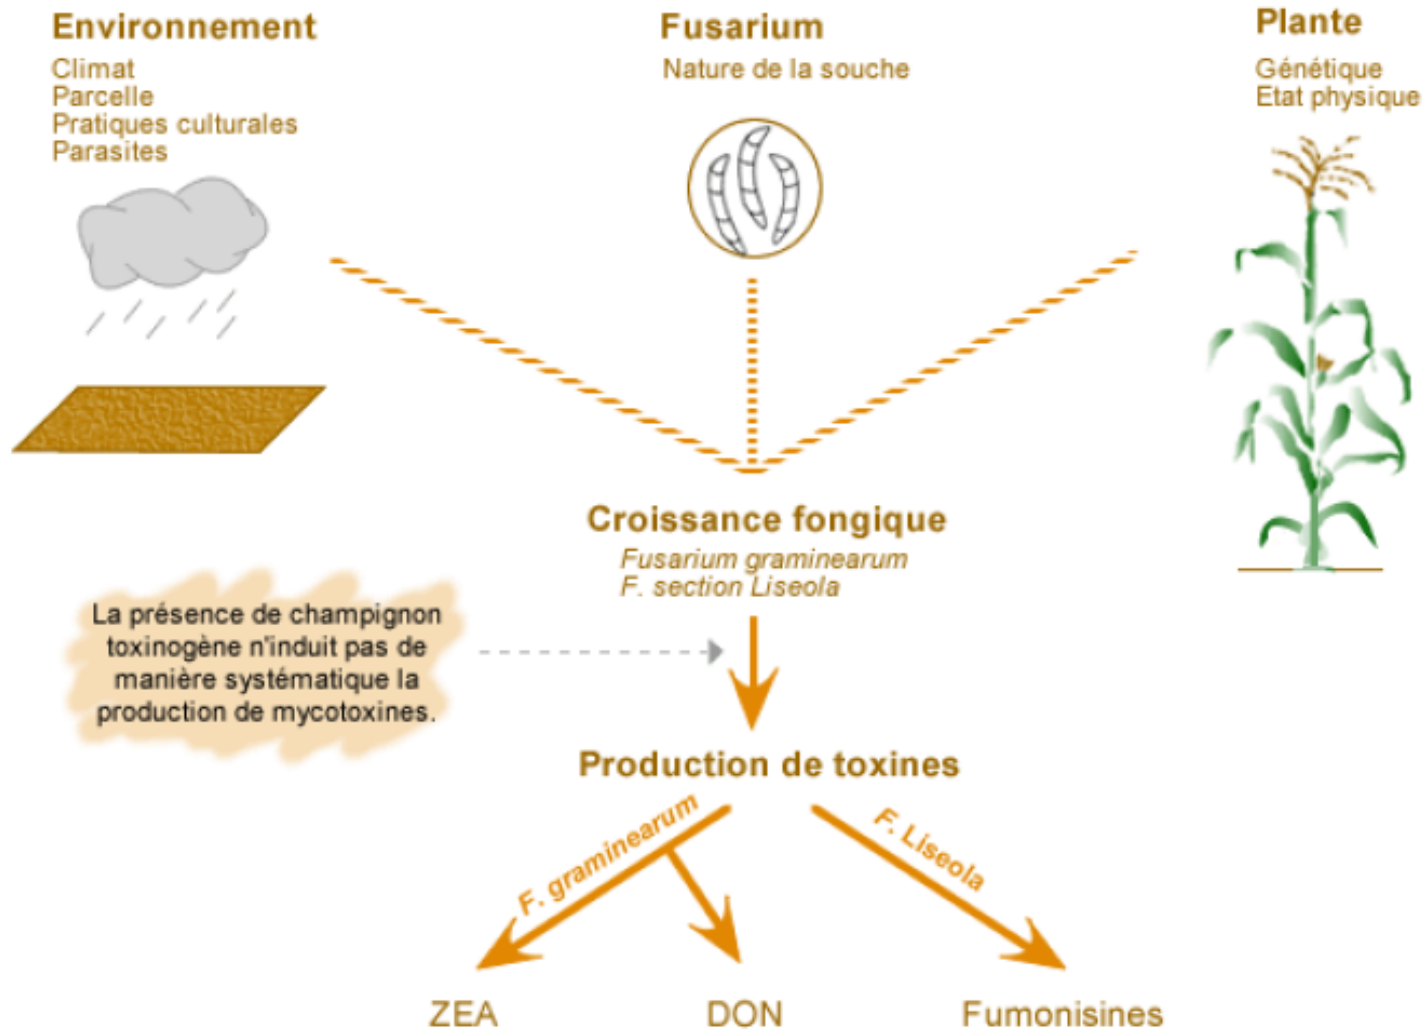 Environnement
Climat
Parcelle
Pratiques culturales
Parasites
Fusarium
Nature de la souche
Plante
Génétique
Etat physique
Croissance fongique
Fusarium graminearum
F. section Liseola
La présence de champignon
toxinogène n'induit pas de
manière systématique la
production de mycotoxines.
Production de toxines
F. graminearum
F. Liseola
ZEA
DON
Fumonisines